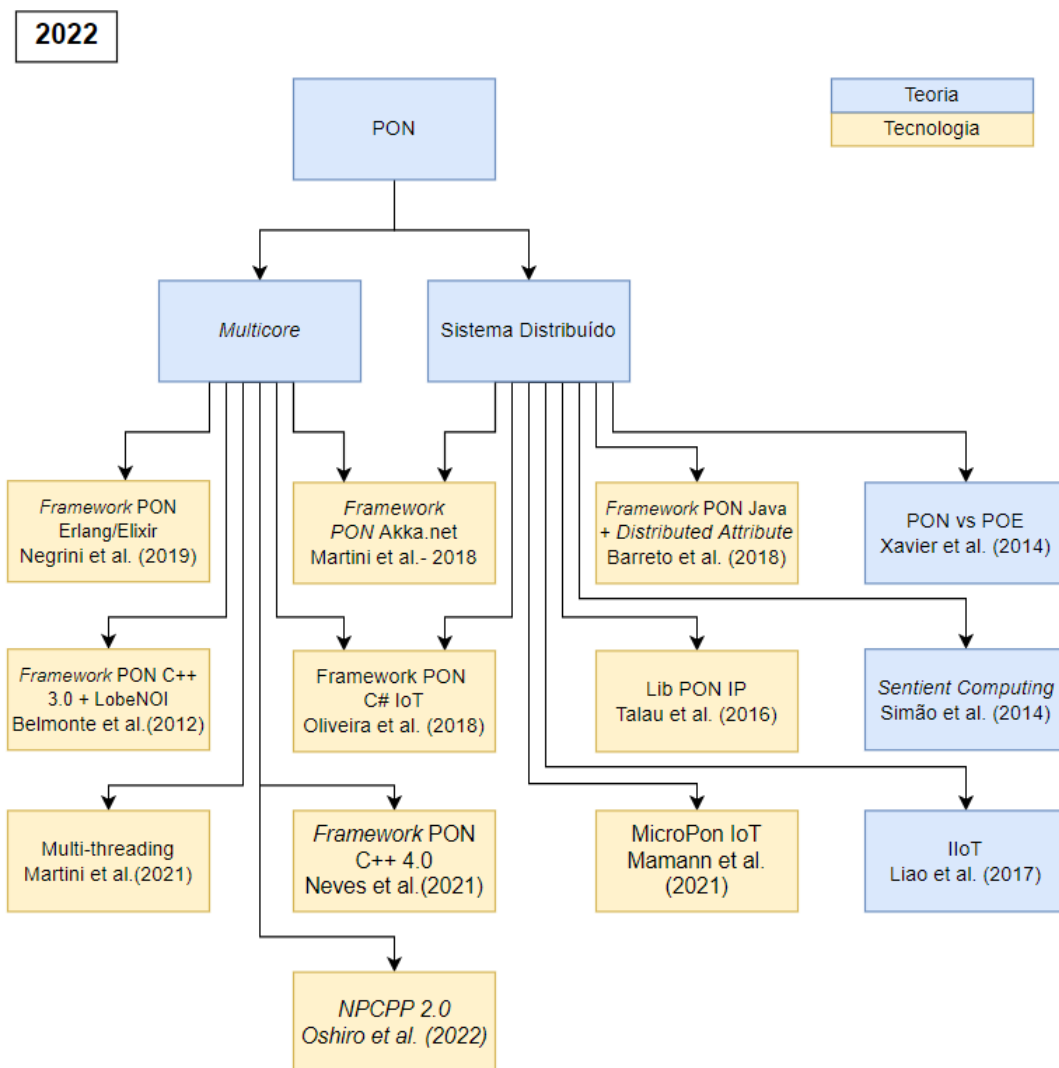 2022
PON
Teoria
Tecnologia
Multicore
Sistema Distribuído
Framework PON
Erlang/Elixir
Negrini et al. (2019)
Framework
PON Akka.net
Martini et al.- 2018
Framework PON Java
+ Distributed Attribute
Barreto et al. (2018)
PON vs POE
Xavier et al. (2014)
Framework PON C++
3.0 + LobeNOI
Belmonte et al.(2012)
Framework PON
C# IoT
Oliveira et al. (2018)
Lib PON IP
Talau et al. (2016)
Sentient Computing
Simão et al. (2014)
Multi-threading
Martini et al.(2021)
Framework PON
C++ 4.0
Neves et al.(2021)
MicroPon IoT
Mamann et al.
(2021)
IIoT
Liao et al. (2017)
NPCPP 2.0
Oshiro et al. (2022)